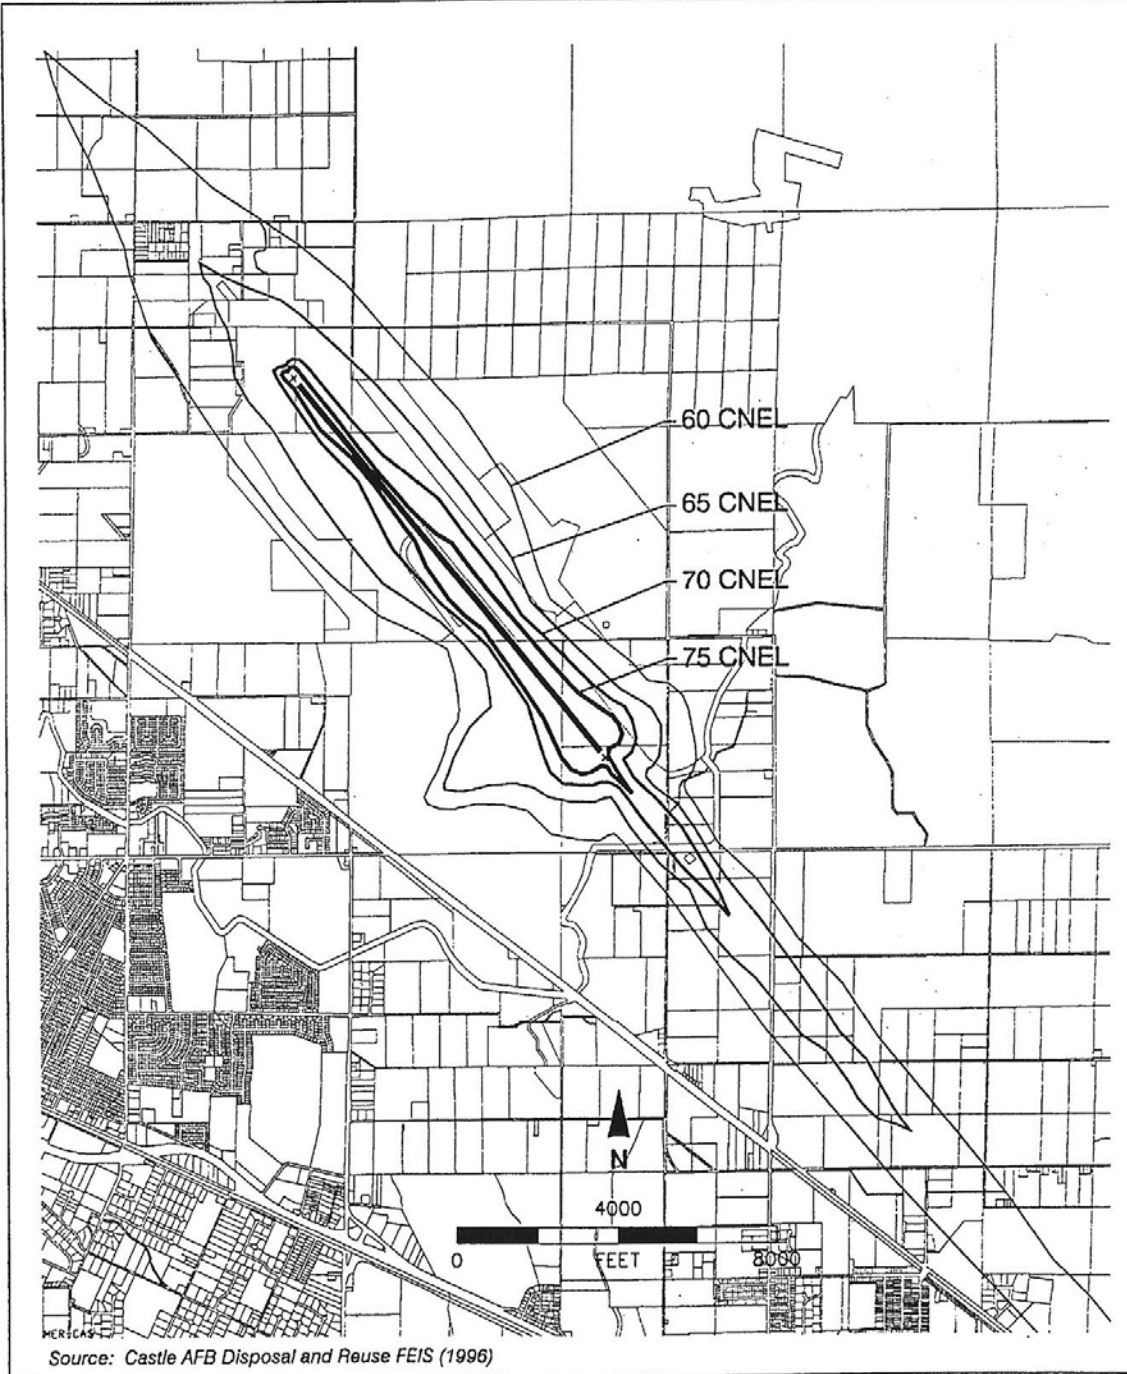 60 CNEL
65 CNEL
70 CNEL
75 CNEL
N
4000
0 FEET 8000
Source: Castle AFB Disposal and Reuse FEIS (1996)